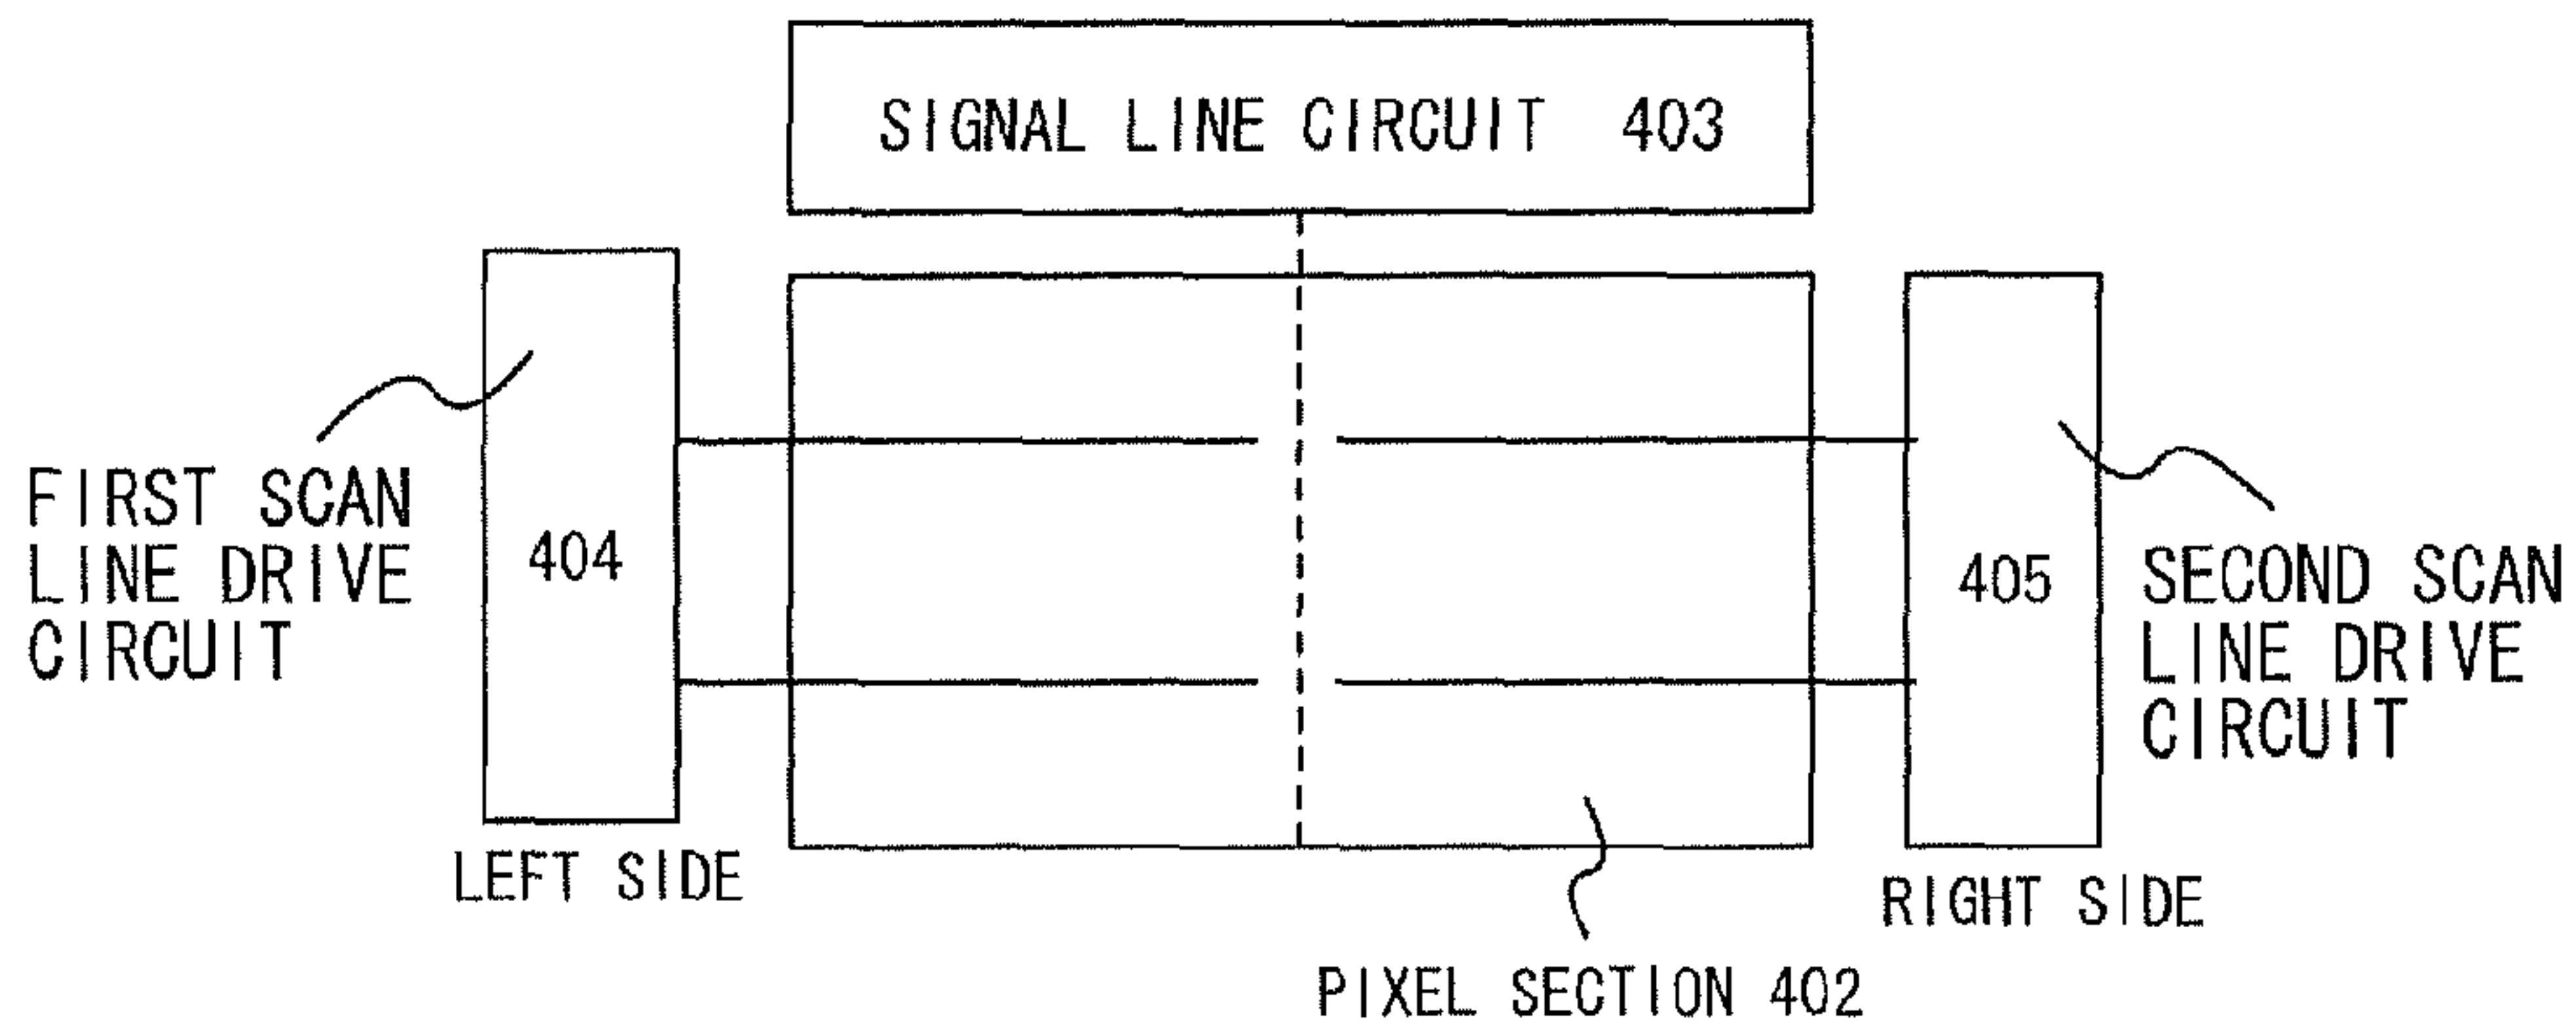 SIGNAL LINE CIRCUIT 403
FIRST SCAN
LINE DRIVE
CIRCUIT
404
LEFT SIDE
405
SECOND SCAN
LINE DRIVE
CIRCUIT
RIGHT SIDE
PIXEL SECTION 402